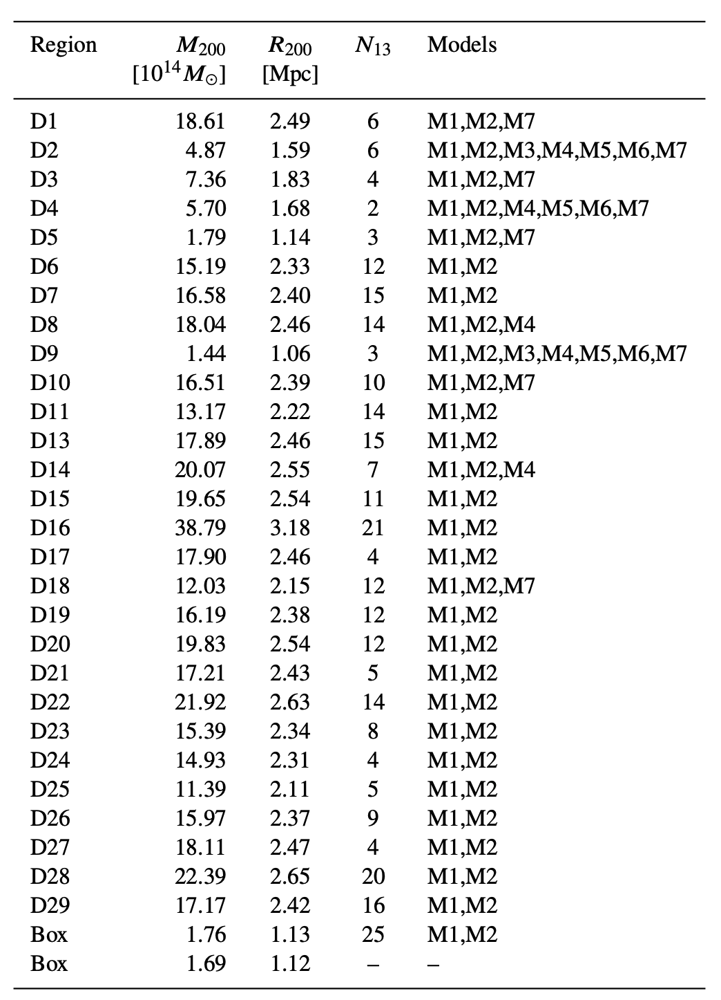 Region M200 R200 N13 Models
[10^14 M⊙] [Mpc]
D1 18.61 2.49 6 M1,M2,M7
D2 4.87 1.59 6 M1,M2,M3,M4,M5,M6,M7
D3 7.36 1.83 4 M1,M2,M7
D4 5.70 1.68 2 M1,M2,M4,M5,M6,M7
D5 1.79 1.14 3 M1,M2,M7
D6 15.19 2.33 12 M1,M2
D7 16.58 2.40 15 M1,M2
D8 18.04 2.46 14 M1,M2,M4
D9 1.44 1.06 3 M1,M2,M3,M4,M5,M6,M7
D10 16.51 2.39 10 M1,M2,M7
D11 13.17 2.22 14 M1,M2
D13 17.89 2.46 15 M1,M2
D14 20.07 2.55 7 M1,M2,M4
D15 19.65 2.54 11 M1,M2
D16 38.79 3.18 21 M1,M2
D17 17.90 2.46 4 M1,M2
D18 12.03 2.15 12 M1,M2,M7
D19 16.19 2.38 12 M1,M2
D20 19.83 2.54 12 M1,M2
D21 17.21 2.43 5 M1,M2
D22 21.92 2.63 14 M1,M2
D23 15.39 2.34 8 M1,M2
D24 14.93 2.31 4 M1,M2
D25 11.39 2.11 5 M1,M2
D26 15.97 2.37 9 M1,M2
D27 18.11 2.47 4 M1,M2
D28 22.39 2.65 20 M1,M2
D29 17.17 2.42 16 M1,M2
Box 1.76 1.13 25 M1,M2
Box 1.69 1.12 – –